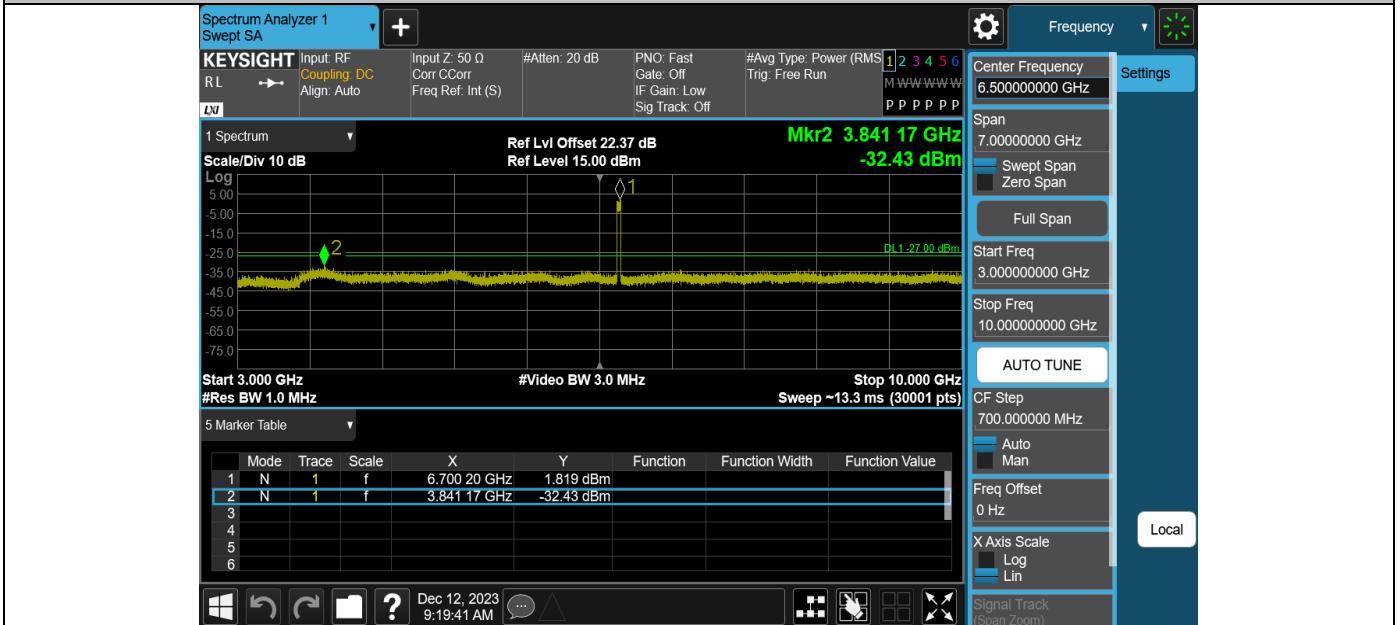 Spectrum Analyzer 1
Swept SA
+
Frequency
KEYSIGHT
RL
LXI
Input: RF
Coupling: DC
Align: Auto
Input Z: 50 Ω
Corr CCorr
Freq Ref: Int (S)
#Atten: 20 dB
PNO: Fast
Gate: Off
IF Gain: Low
Sig Track: Off
#Avg Type: Power (RMS
Trig: Free Run
1 2 3 4 5 6
M W W W W W
P P P P P P
1 Spectrum
Scale/Div 10 dB
Ref Lvl Offset 22.37 dB
Ref Level 15.00 dBm
Mkr2 3.841 17 GHz
-32.43 dBm
Log
5.00
-5.00
-15.0
-25.0
-35.0
-45.0
-55.0
-65.0
-75.0
1
2
DL1 -27.00 dBm
Start 3.000 GHz
#Video BW 3.0 MHz
Stop 10.000 GHz
#Res BW 1.0 MHz
Sweep ~13.3 ms (30001 pts)
5 Marker Table
Mode Trace Scale X Y Function Function Width Function Value
1 N 1 f 6.700 20 GHz 1.819 dBm
2 N 1 f 3.841 17 GHz -32.43 dBm
3
4
5
6
?
Dec 12, 2023
9:19:41 AM
Center Frequency
6.500000000 GHz
Settings
Span
7.00000000 GHz
Swept Span
Zero Span
Full Span
Start Freq
3.000000000 GHz
Stop Freq
10.000000000 GHz
AUTO TUNE
CF Step
700.000000 MHz
Auto
Man
Freq Offset
0 Hz
X Axis Scale
Log
Lin
Local
Signal Track
(Span Zoom)